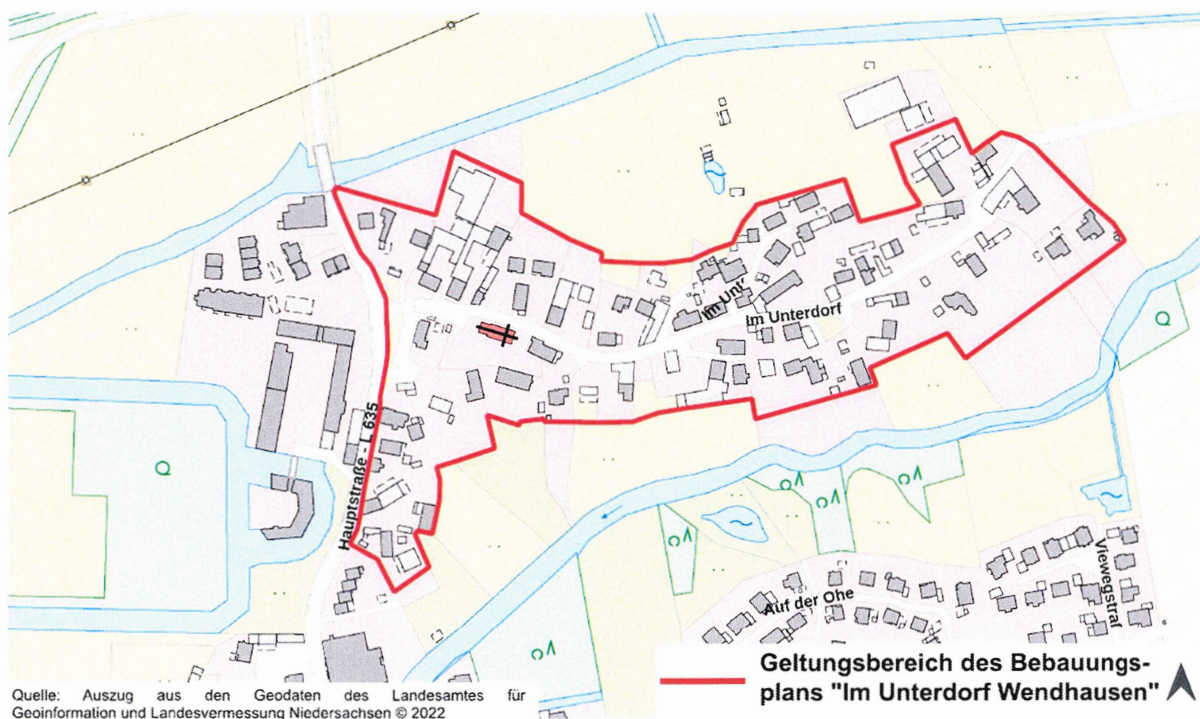 Im Unt
Im Unterdorf
Hauptstraße - L 635
Auf der Ohe
Viewegstraß
Geltungsbereich des Bebauungs-
plans "Im Unterdorf Wendhausen"
Quelle: Auszug aus den Geodaten des Landesamtes für
Geoinformation und Landesvermessung Niedersachsen © 2022